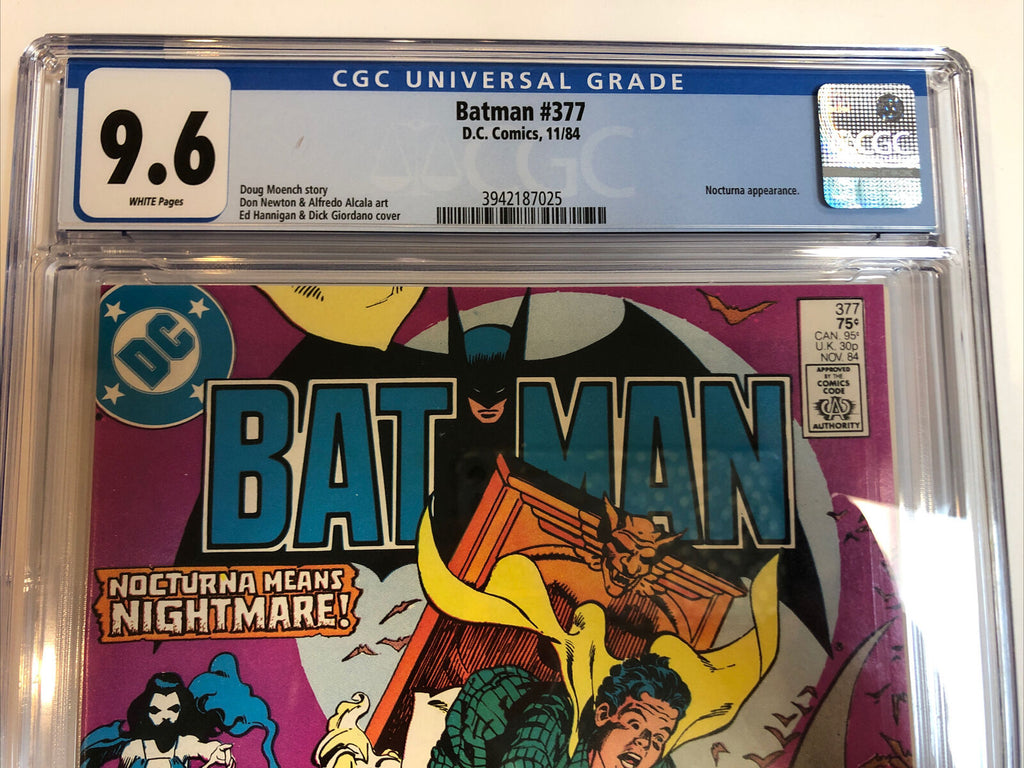 CGC UNIVERSAL GRADE
9.6
WHITE Pages
Batman #377
D.C. Comics, 11/84
CGC
CGC
Doug Moench story
Don Newton & Alfredo Alcala art
Ed Hannigan & Dick Giordano cover
3942187025
Nocturna appearance.
DC
377
75¢
CAN. 95¢
U.K. 30p
NOV. 84
APPROVED
BY THE
COMICS
CODE
CA
AUTHORITY
BATMAN
NOCTURNA MEANS
NIGHTMARE!